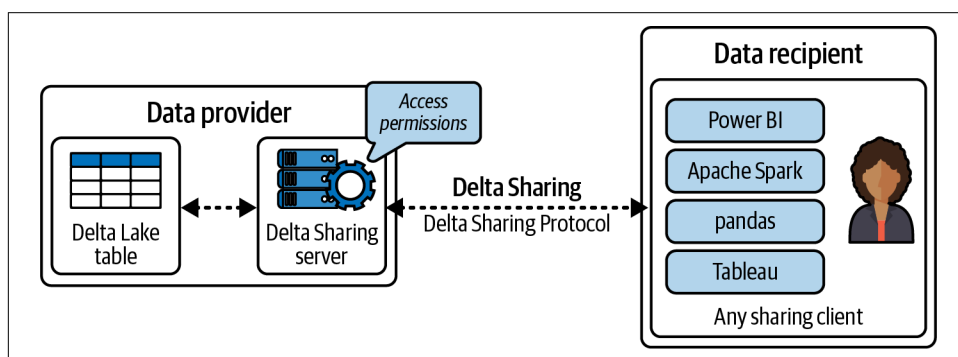 Data provider
Delta Lake
table
Access
permissions
Delta Sharing
server
Delta Sharing
Delta Sharing Protocol
Data recipient
Power BI
Apache Spark
pandas
Tableau
Any sharing client